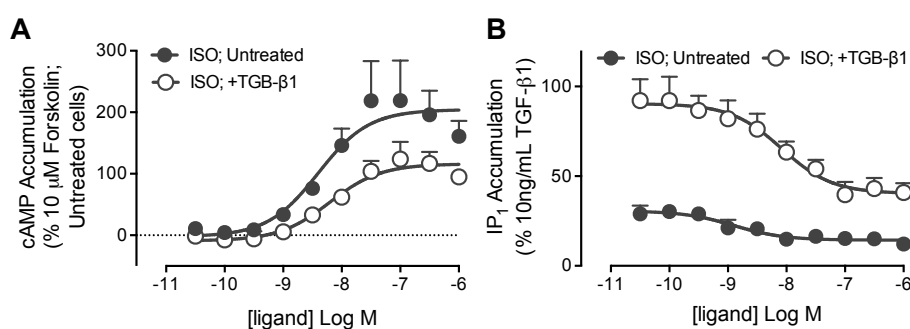 A
ISO; Untreated
ISO; +TGB-β1
cAMP Accumulation
(% 10 μM Forskolin;
Untreated cells)
300
200
100
0
-11 -10 -9 -8 -7 -6
[ligand] Log M
B
ISO; Untreated ISO; +TGF-β1
IP1 Accumulation
(% 10ng/mL TGF-β1)
100
50
0
-11 -10 -9 -8 -7 -6
[ligand] Log M